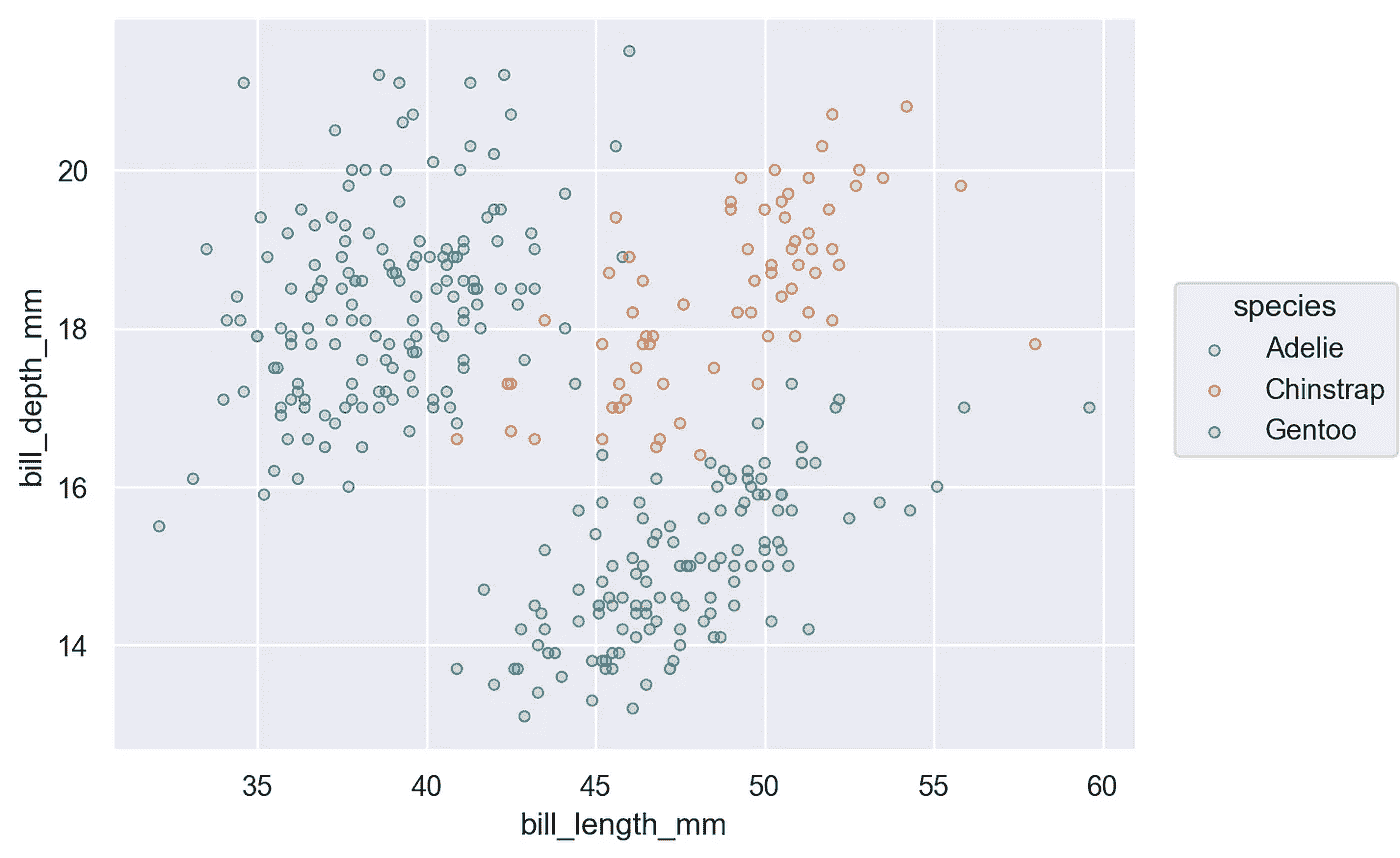 20
18
16
14
bill_depth_mm
35 40 45 50 55 60
bill_length_mm
species
Adelie
Chinstrap
Gentoo